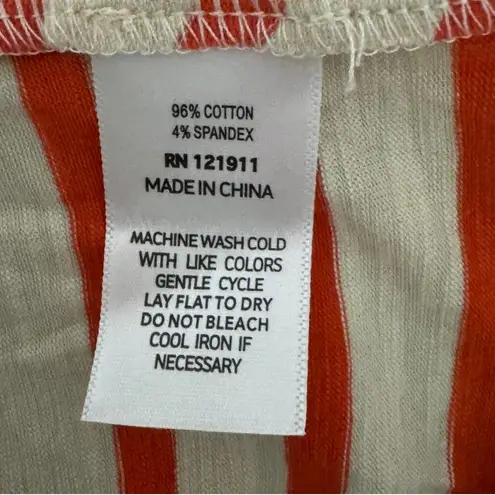 96% COTTON
4% SPANDEX
RN 121911
MADE IN CHINA
MACHINE WASH COLD
WITH LIKE COLORS
GENTLE CYCLE
LAY FLAT TO DRY
DO NOT BLEACH
COOL IRON IF
NECESSARY